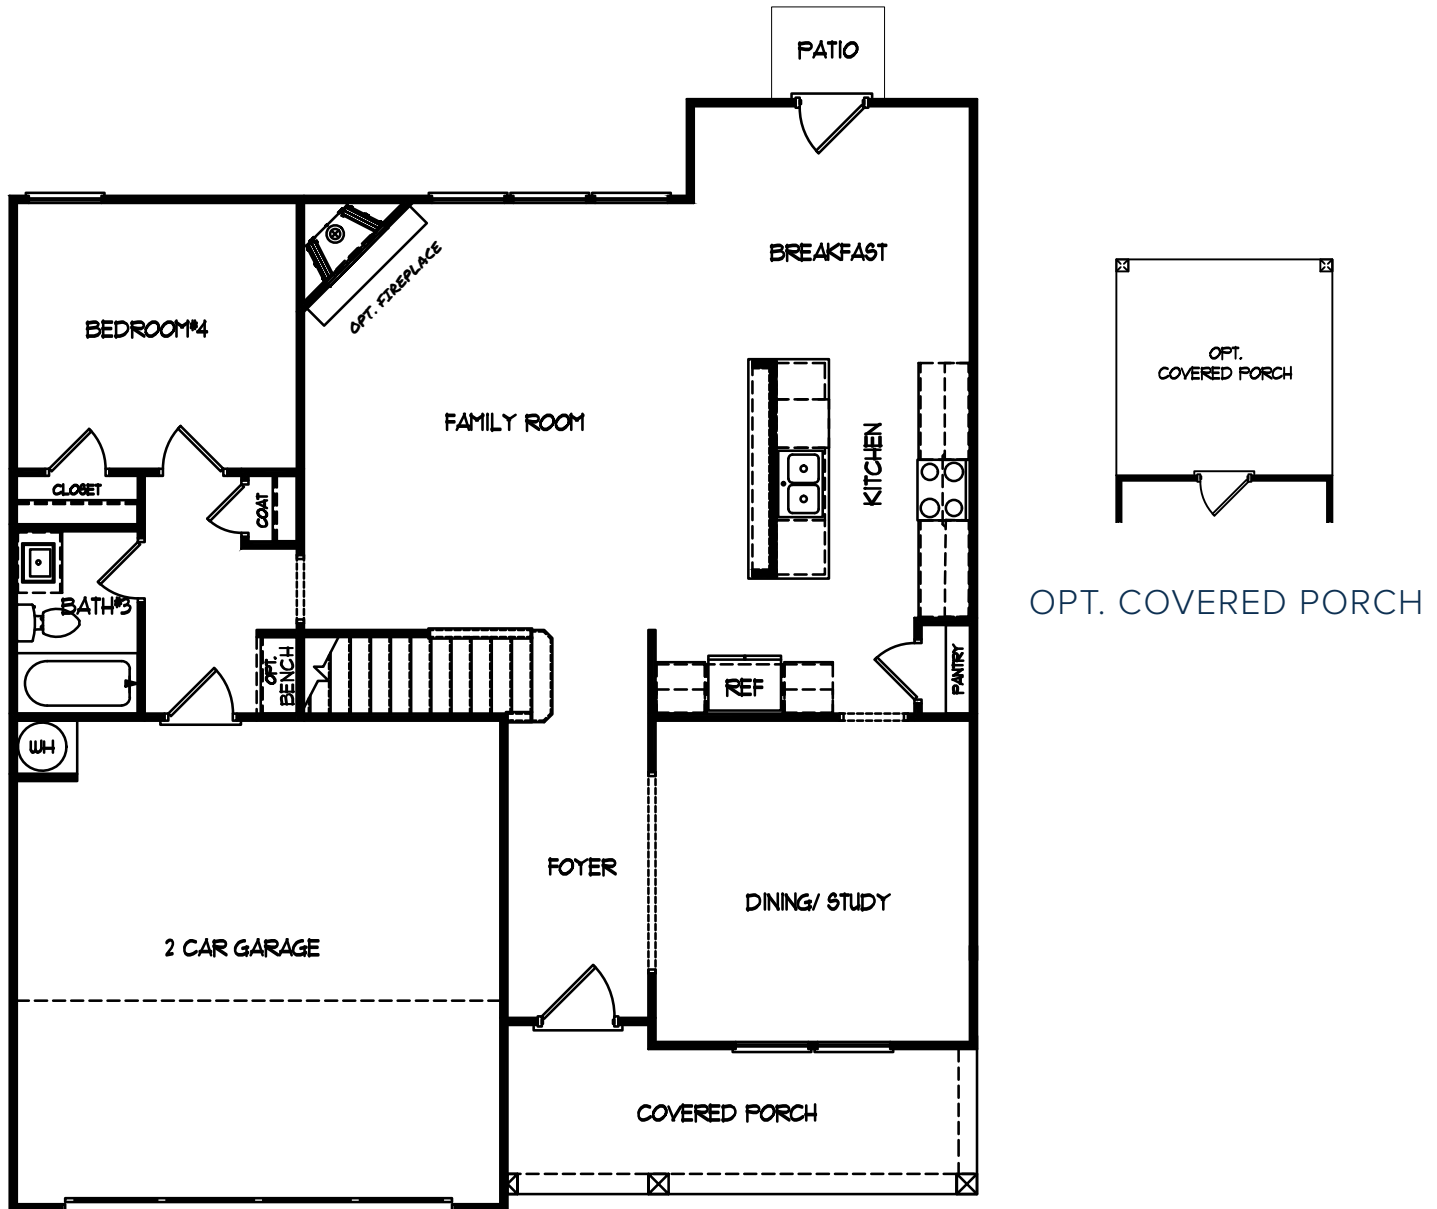 PATIO
BREAKFAST
OPT. FIREPLACE
BEDROOM#4
OPT.
COVERED PORCH
FAMILY ROOM
KITCHEN
CLOSET
COAT
BATH#3
OPT. COVERED PORCH
OPT.
BENCH
REF
PANTRY
WH
FOYER
DINING/ STUDY
2 CAR GARAGE
COVERED PORCH